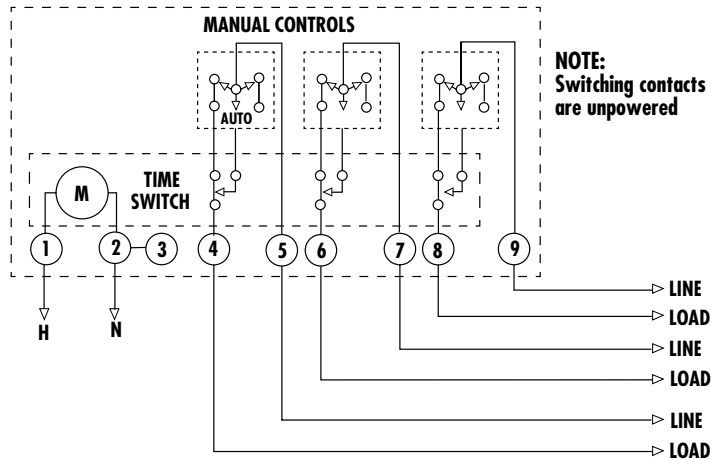 MANUAL CONTROLS
NOTE:
Switching contacts
are unpowered
AUTO
TIME
SWITCH
M
1 2 3 4 5 6 7 8 9
H N
LINE
LOAD
LINE
LOAD
LINE
LOAD